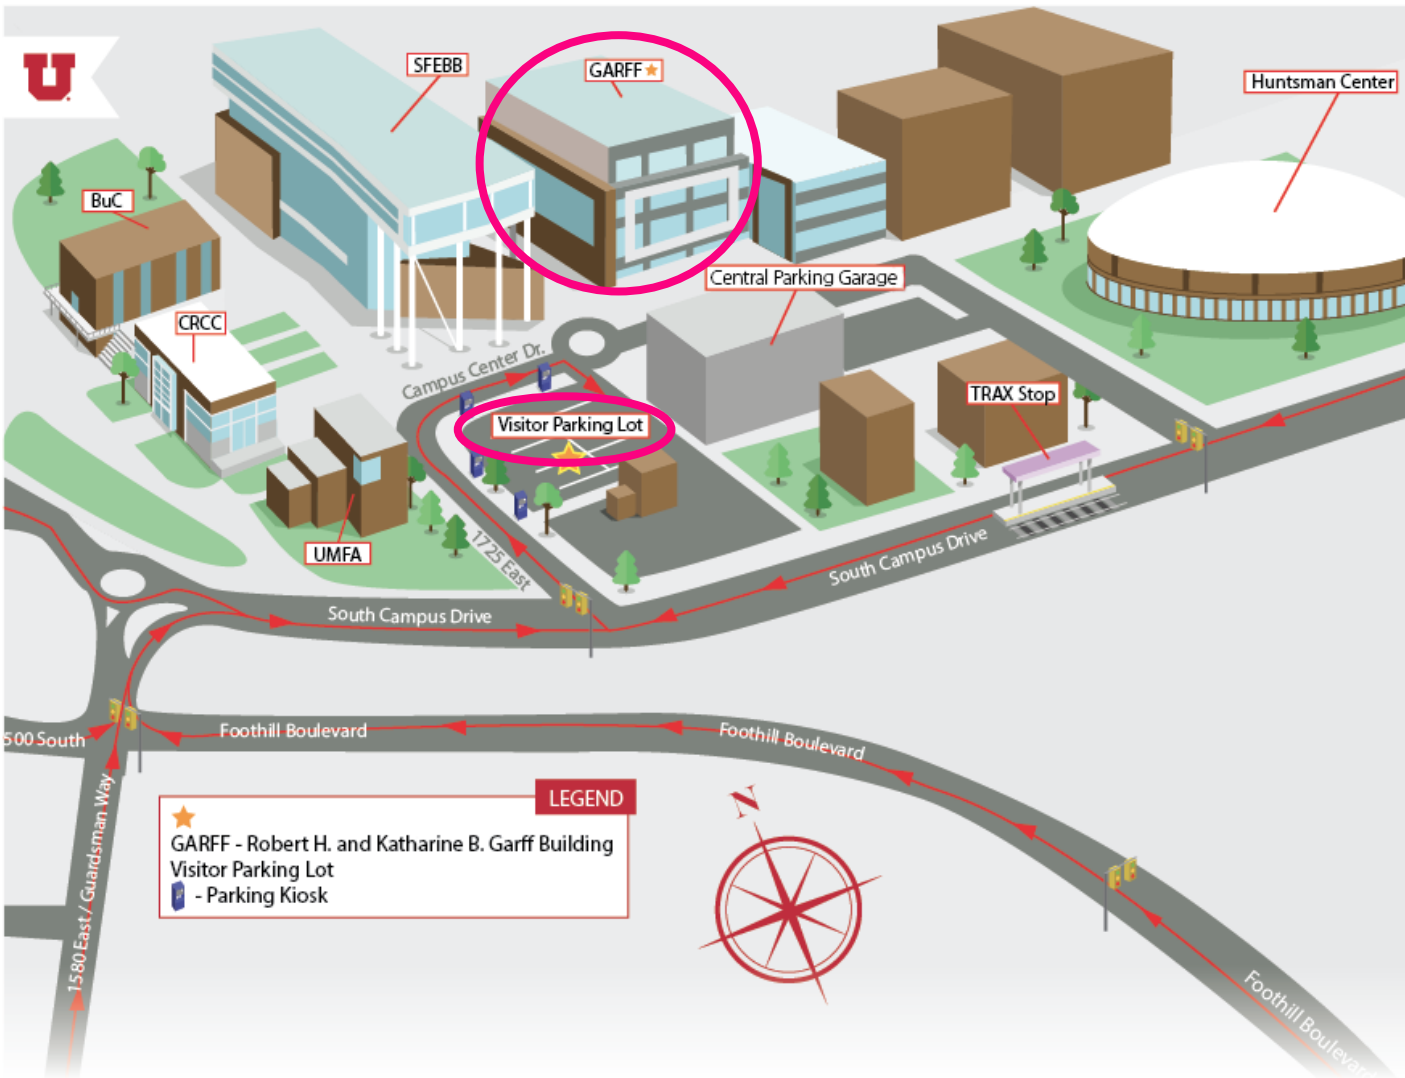 U
SFEBB
GARFF
Huntsman Center
BuC
Central Parking Garage
CRCC
Campus Center Dr.
TRAX Stop
Visitor Parking Lot
UMFA
1725 East
South Campus Drive
South Campus Drive
500 South
Foothill Boulevard
Foothill Boulevard
1580 East / Guardsman Way
LEGEND
GARFF - Robert H. and Katharine B. Garff Building
Visitor Parking Lot
- Parking Kiosk
N
Foothill Boulevard